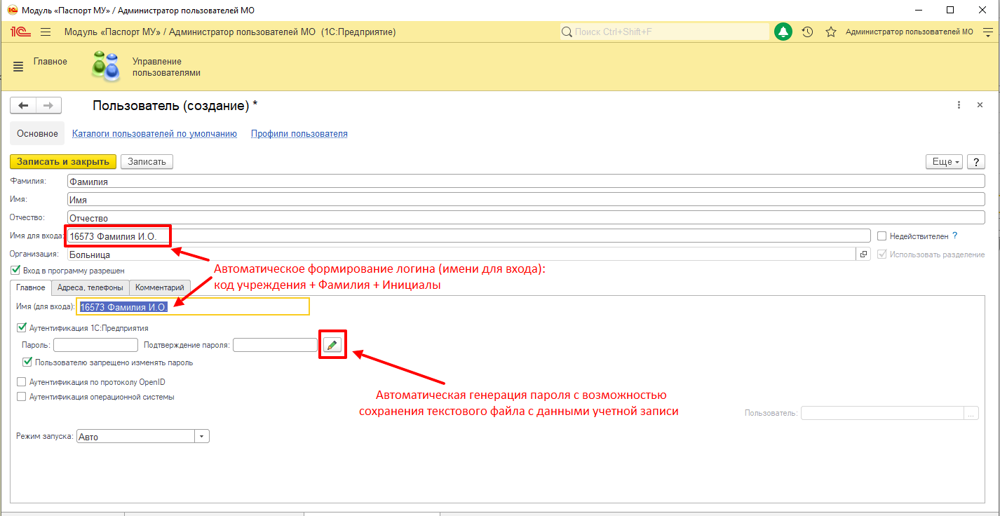 Модуль «Паспорт МУ» / Администратор пользователей МО
Модуль «Паспорт МУ» / Администратор пользователей МО (1С:Предприятие)
Поиск Ctrl+Shift+F
Администратор пользователей МО
Главное
Управление
пользователями
Пользователь (создание) *
Основное
Каталоги пользователей по умолчанию
Профили пользователя
Записать и закрыть
Записать
Еще
?
Фамилия:
Фамилия
Имя:
Имя
Отчество:
Отчество
Имя для входа:
16573 Фамилия И.О.
Недействителен ?
Организация:
Больница
Использовать разделение
Вход в программу разрешен
Автоматическое формирование логина (имени для входа):
код учреждения + Фамилия + Инициалы
Главное
Адреса, телефоны
Комментарий
Имя (для входа):
16573 Фамилия И.О.
Аутентификация 1С:Предприятия
Пароль:
Подтверждение пароля:
Пользователю запрещено изменять пароль
Аутентификация по протоколу OpenID
Аутентификация операционной системы
Автоматическая генерация пароля с возможностью
сохранения текстового файла с данными учетной записи
Пользователь:
...
Режим запуска:
Авто